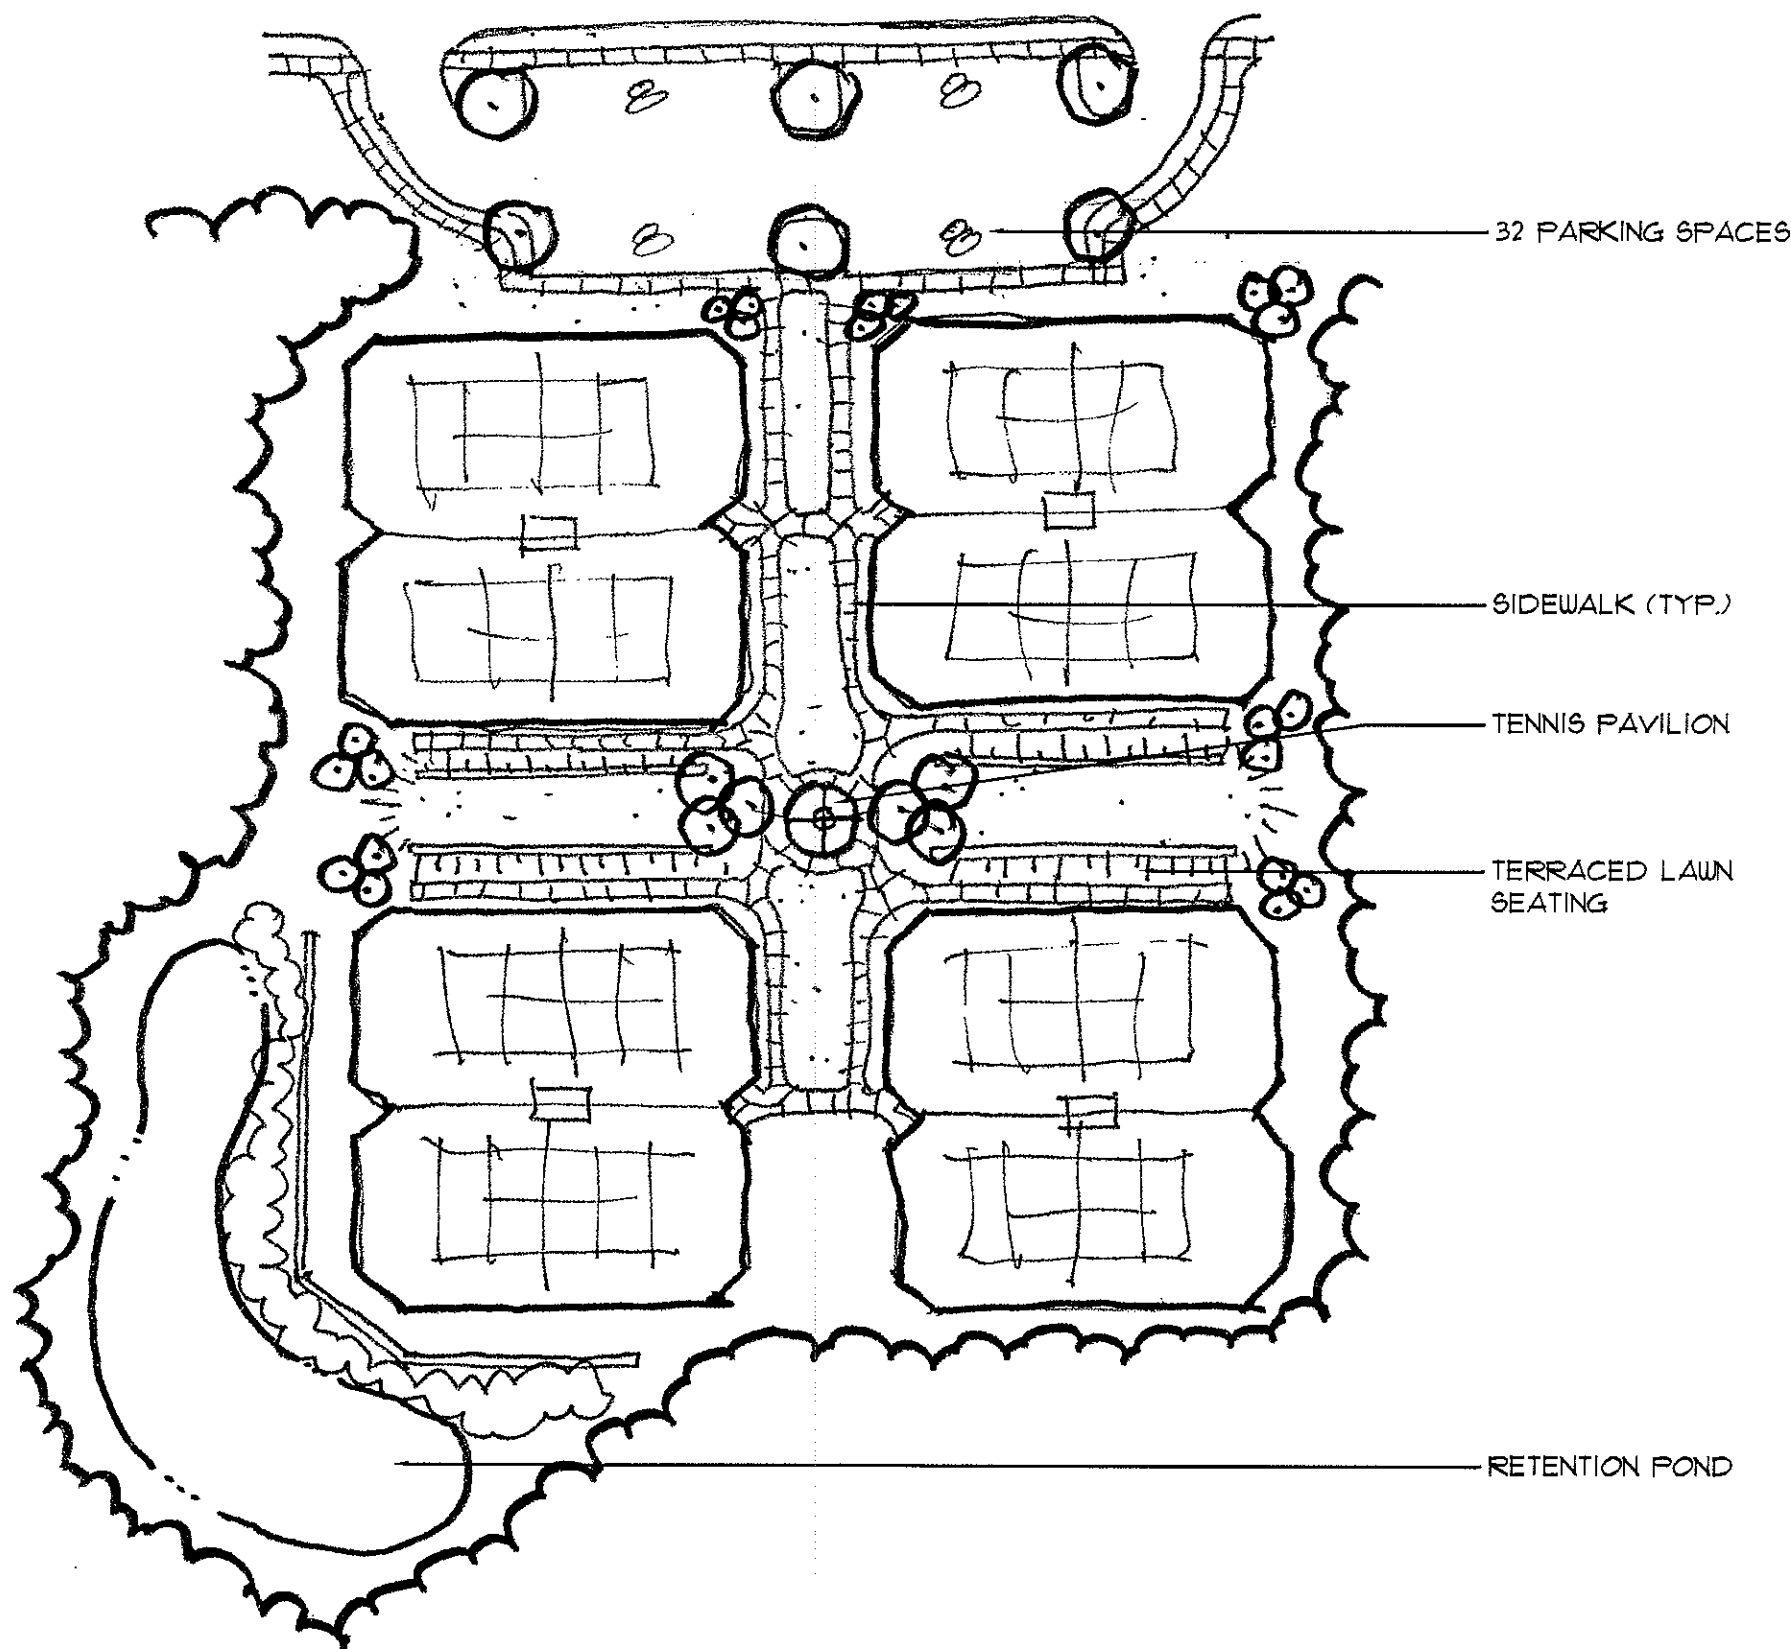 32 PARKING SPACES
SIDEWALK (TYP.)
TENNIS PAVILION
TERRACED LAWN
SEATING
RETENTION POND